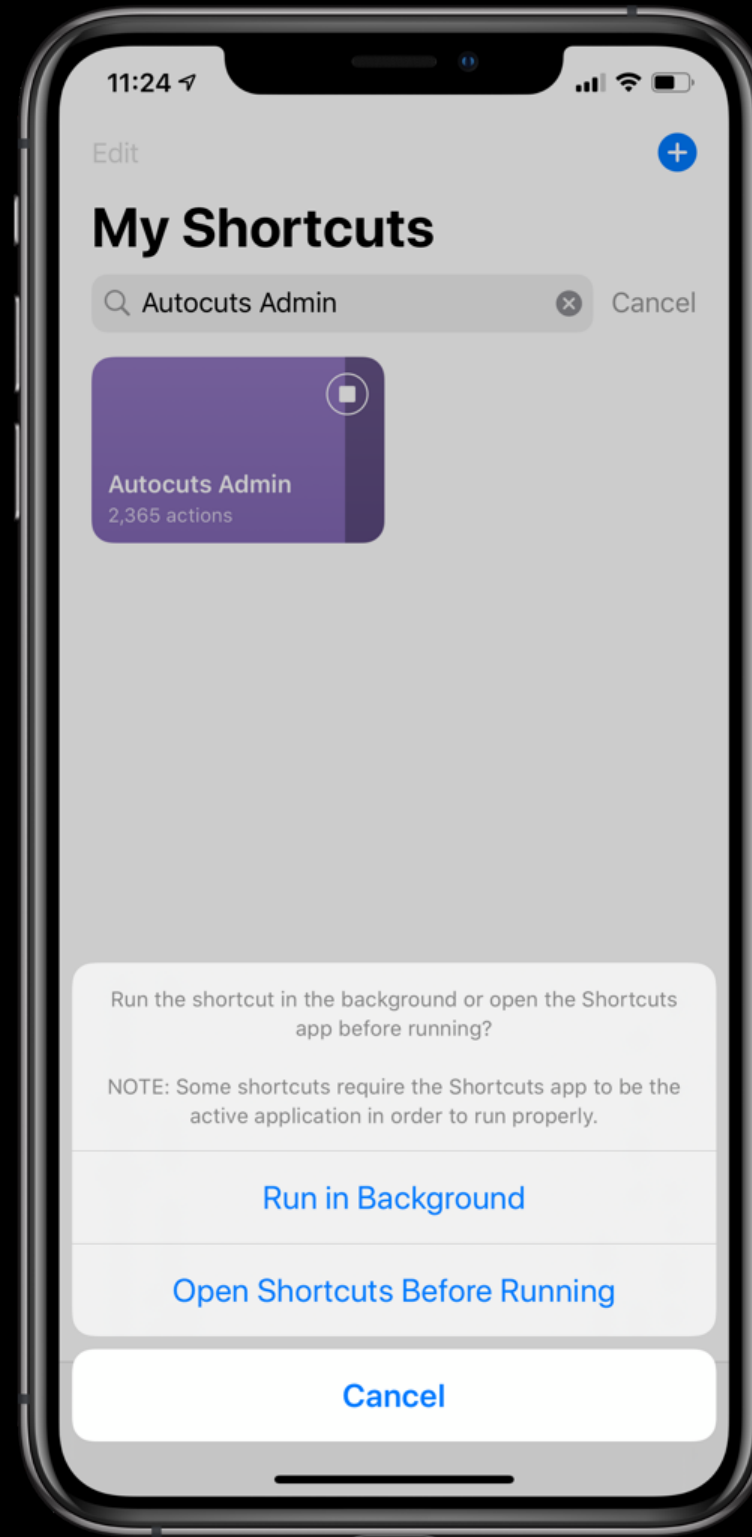 11:24
Edit
My Shortcuts
Autocuts Admin
Cancel
Autocuts Admin
2,365 actions
Run the shortcut in the background or open the Shortcuts
app before running?
NOTE: Some shortcuts require the Shortcuts app to be the
active application in order to run properly.
Run in Background
Open Shortcuts Before Running
Cancel